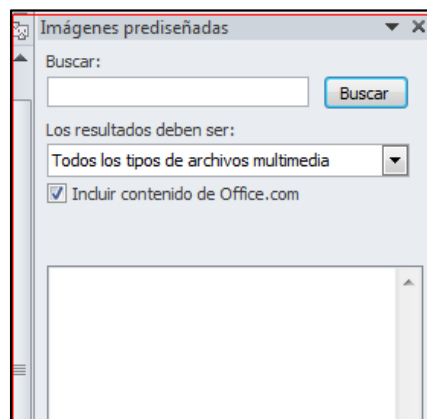 Imágenes prediseñadas
Buscar:
Buscar
Los resultados deben ser:
Todos los tipos de archivos multimedia
Incluir contenido de Office.com